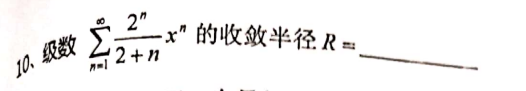 10、级数 $\sum_{n=1}^{\infty} \frac{2^n}{2+n} x^n$ 的收敛半径 R = ________